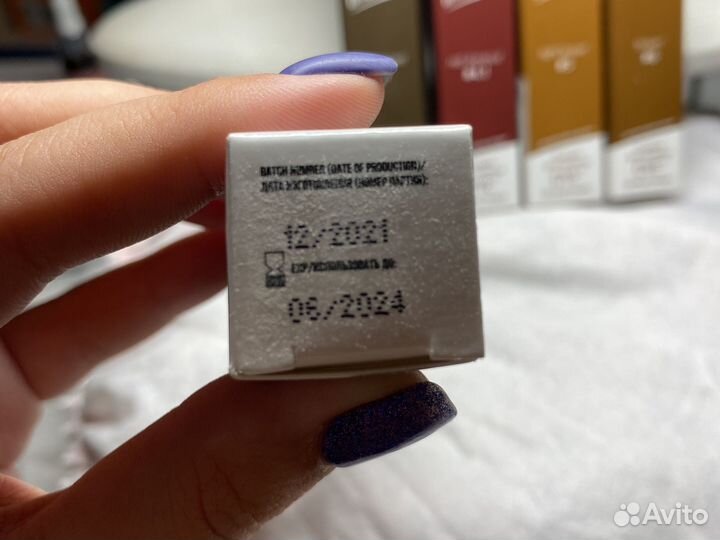 BATCH NUMBER (DATE OF PRODUCTION)/
ДАТА ИЗГОТОВЛЕНИЯ (НОМЕР ПАРТИИ):
12/2021
EXP/ИСПОЛЬЗОВАТЬ ДО:
06/2024
Avito